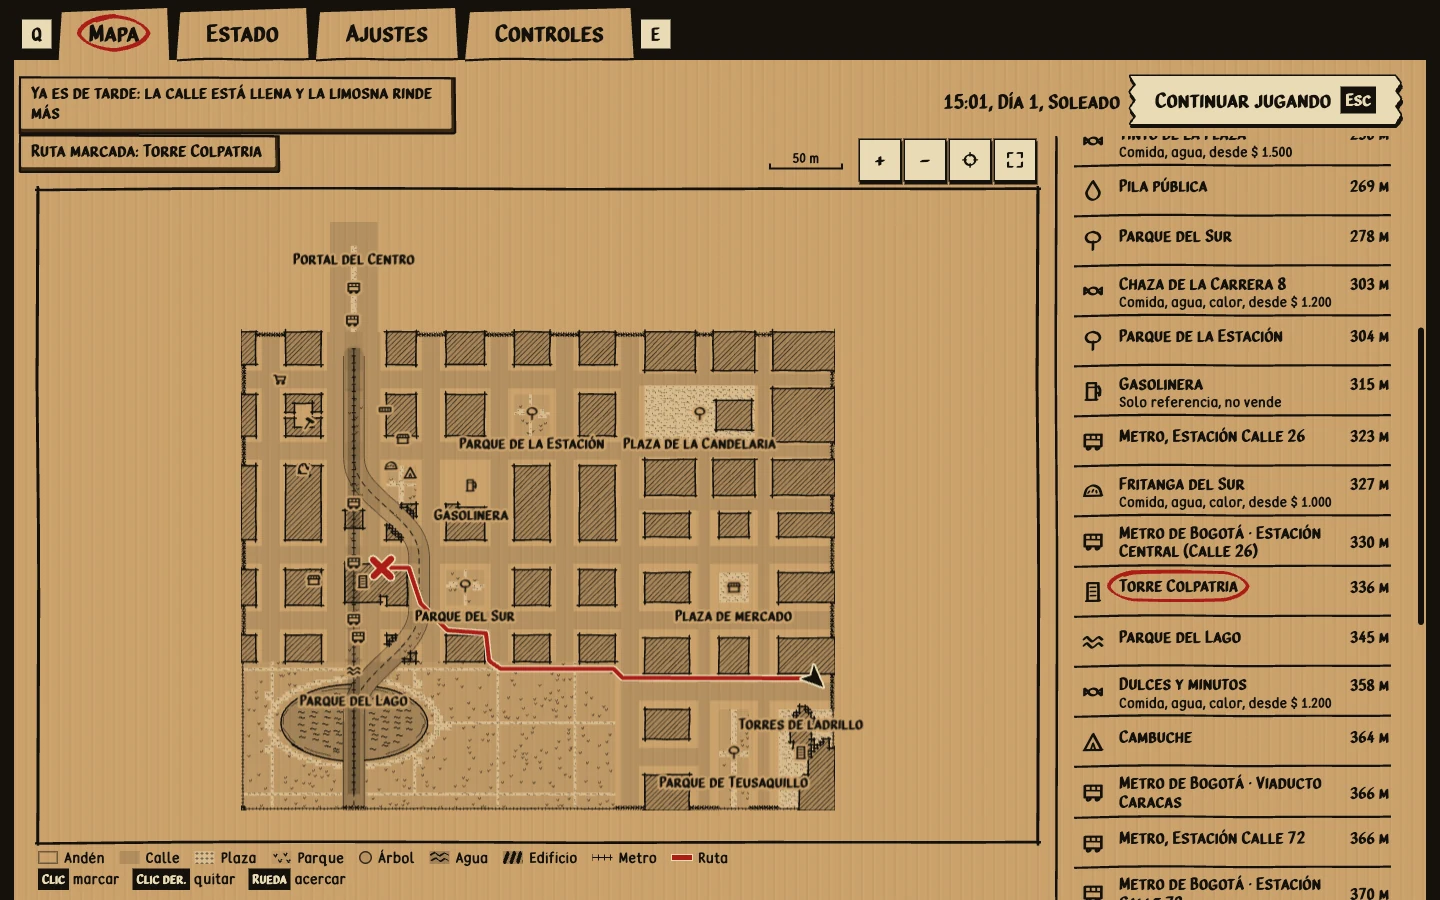 Q
MAPA
ESTADO
AJUSTES
CONTROLES
E
YA ES DE TARDE: LA CALLE ESTÁ LLENA Y LA LIMOSNA RINDE
MÁS
RUTA MARCADA: TORRE COLPATRIA
15:01, DÍA 1, SOLEADO
CONTINUAR JUGANDO Esc
50 m
+
-
PORTAL DEL CENTRO
PARQUE DE LA ESTACIÓN
PLAZA DE LA CANDELARIA
GASOLINERA
PARQUE DEL SUR
PLAZA DE MERCADO
PARQUE DEL LAGO
TORRES DE LADRILLO
PARQUE DE TEUSAQUILLO
Andén
Calle
Plaza
Parque
Árbol
Agua
Edificio
Metro
Ruta
CLIC marcar
CLIC DER. quitar
RUEDA acercar
Comida, agua, desde $ 1.500
PILA PÚBLICA 269 M
PARQUE DEL SUR 278 M
CHAZA DE LA CARRERA 8 303 M
Comida, agua, calor, desde $ 1.200
PARQUE DE LA ESTACIÓN 304 M
GASOLINERA 315 M
Solo referencia, no vende
METRO, ESTACIÓN CALLE 26 323 M
FRITANGA DEL SUR 327 M
Comida, agua, calor, desde $ 1.000
METRO DE BOGOTÁ · ESTACIÓN
CENTRAL (CALLE 26) 330 M
TORRE COLPATRIA 336 M
PARQUE DEL LAGO 345 M
DULCES Y MINUTOS 358 M
Comida, agua, calor, desde $ 1.200
CAMBUCHE 364 M
METRO DE BOGOTÁ · VIADUCTO
CARACAS 366 M
METRO, ESTACIÓN CALLE 72 366 M
METRO DE BOGOTÁ · ESTACIÓN 370 M